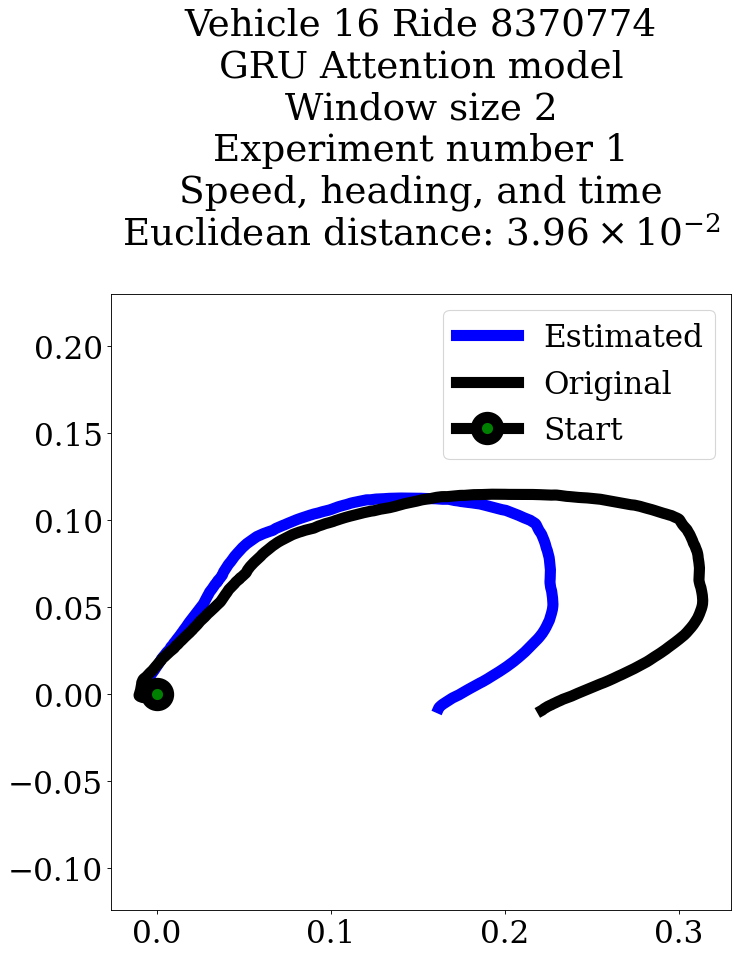 Vehicle 16 Ride 8370774
GRU Attention model
Window size 2
Experiment number 1
Speed, heading, and time
Euclidean distance: 3.96 × 10⁻²
Estimated
Original
Start
0.20
0.15
0.10
0.05
0.00
−0.05
−0.10
0.0 0.1 0.2 0.3